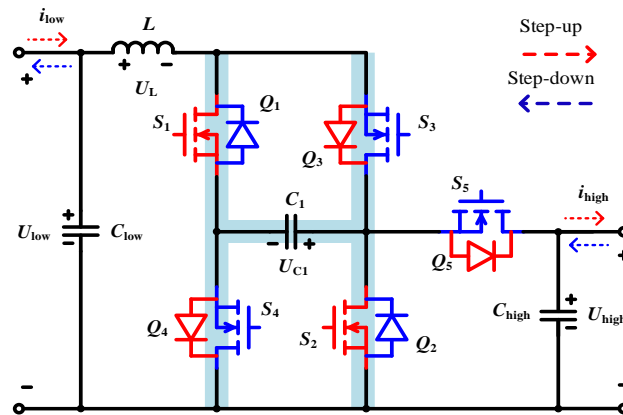 i_low
L
Step-up
+
−
U_L
Step-down
+
Q_1
S_1
S_3
Q_3
C_1
S_5
i_high
U_low
+
−
C_low
−
+
U_C1
Q_5
+
Q_4
S_4
S_2
Q_2
C_high
+
−
U_high
−
−